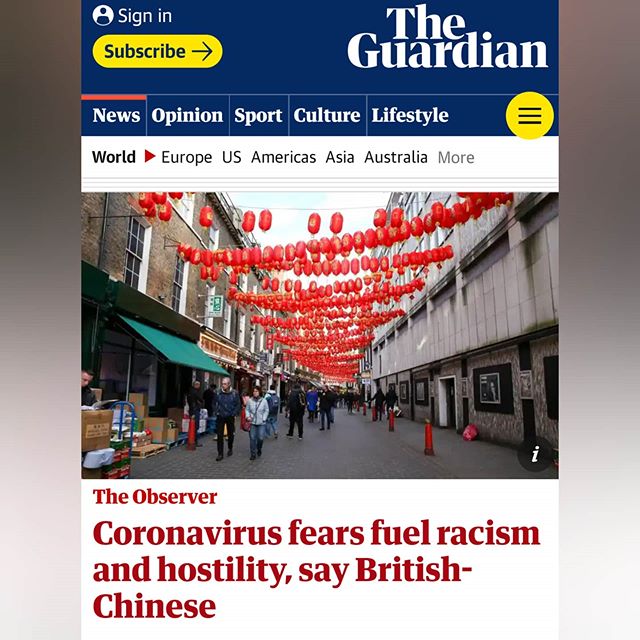 Sign in
Subscribe
The
Guardian
News Opinion Sport Culture Lifestyle
World Europe US Americas Asia Australia More
i
The Observer
Coronavirus fears fuel racism
and hostility, say British-
Chinese